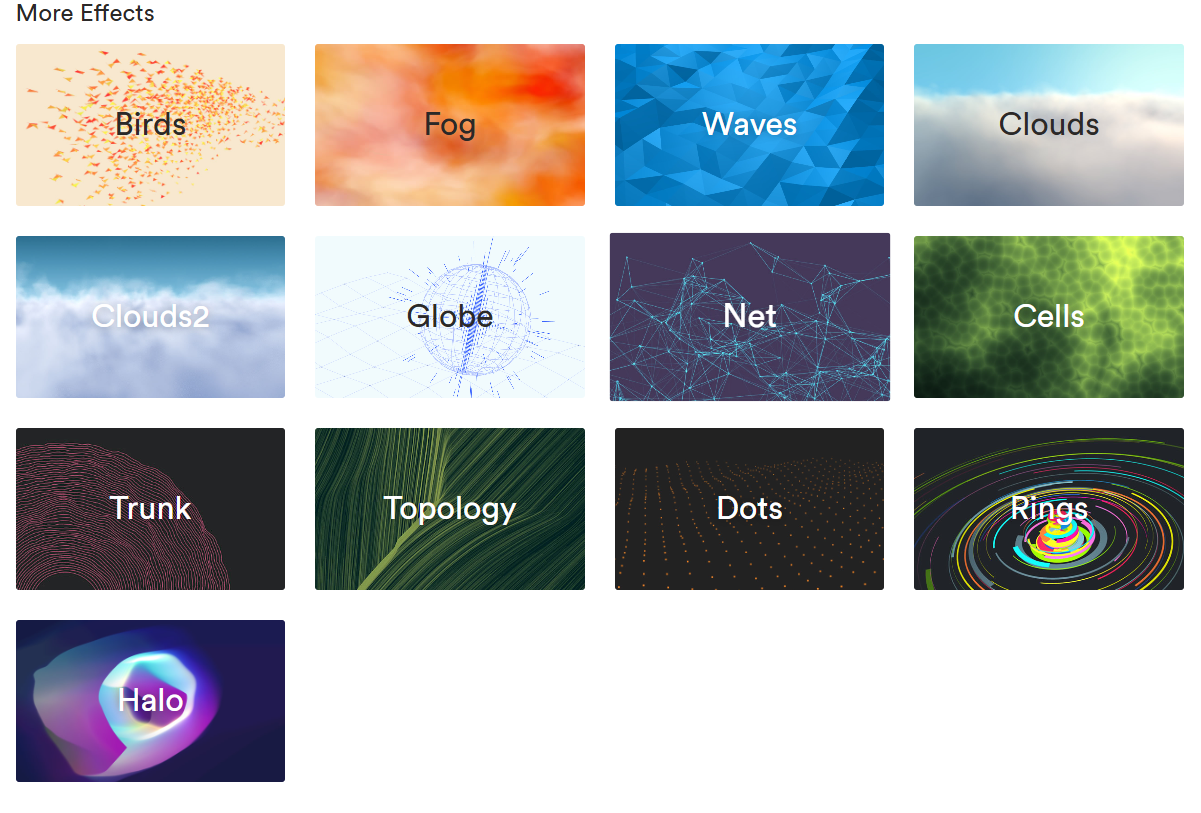 More Effects
Birds
Fog
Waves
Clouds
Clouds2
Globe
Net
Cells
Trunk
Topology
Dots
Rings
Halo